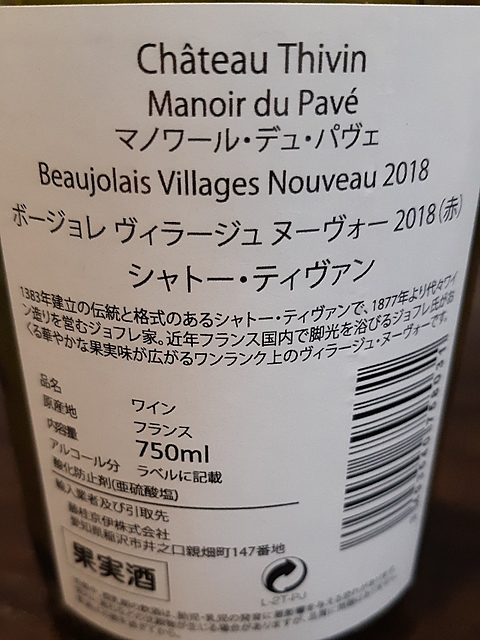 Château Thivin
Manoir du Pavé
マノワール・デュ・パヴェ
Beaujolais Villages Nouveau 2018
ボージョレ ヴィラージュ ヌーヴォー 2018(赤)
シャトー・ティヴァン
1383年建立の伝統と格式のあるシャトー・ティヴァンで、1877年より代々ワイ
ン造りを営むジョフレ家。近年フランス国内で脚光を浴びるジョフレ氏がお
くる華やかな果実味が広がるワンランク上のヴィラージュ・ヌーヴォーです。
品名 ワイン
原産地 フランス
内容量 750ml
アルコール分 ラベルに記載
酸化防止剤(亜硫酸塩)
輸入業者及び引取先
京伊株式会社
愛知県稲沢市井之口親畑町147番地
果実酒
L-2T-PJ